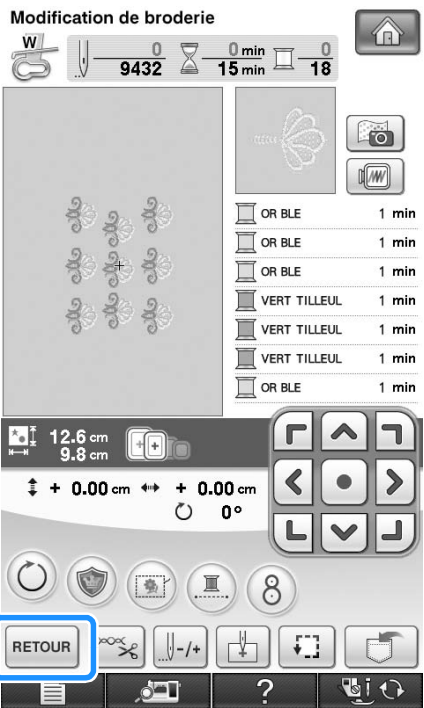 Modification de broderie
W
0 0 min 0
9432 15 min 18
OR BLE 1 min
OR BLE 1 min
OR BLE 1 min
VERT TILLEUL 1 min
VERT TILLEUL 1 min
VERT TILLEUL 1 min
OR BLE 1 min
12.6 cm
9.8 cm
+ 0.00 cm + 0.00 cm
0°
RETOUR -/+
?